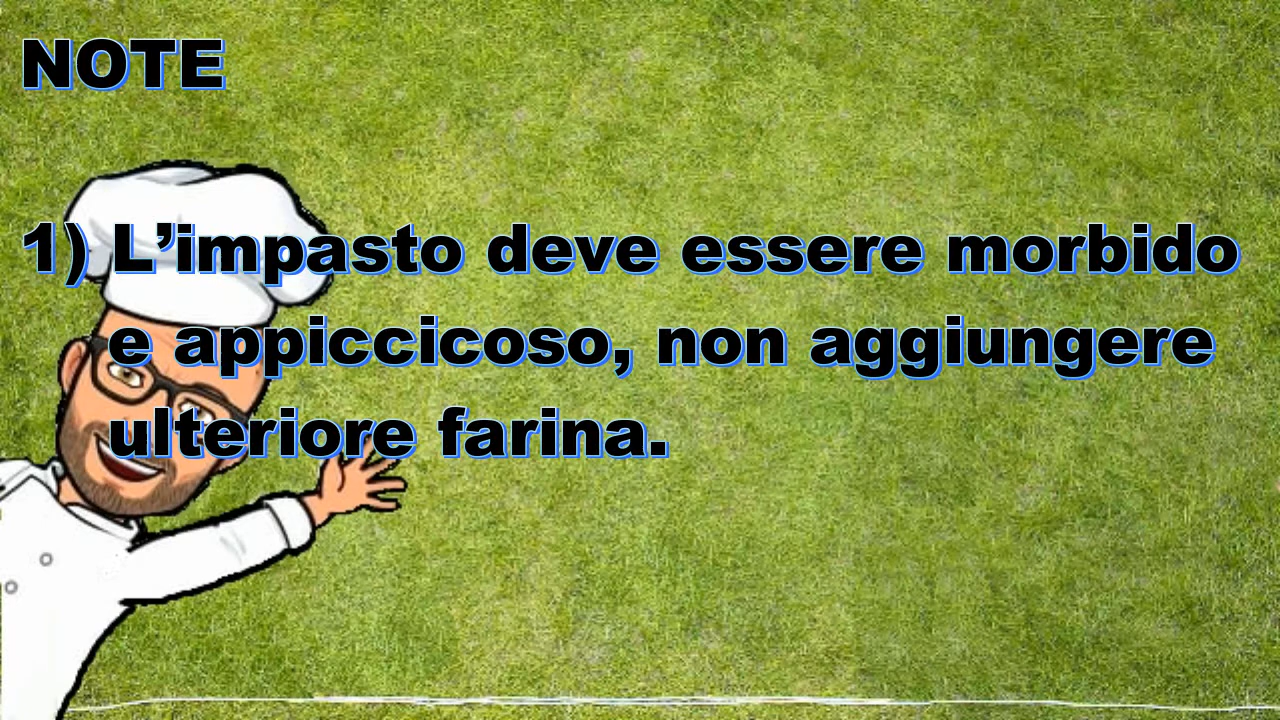 NOTE
1) L’impasto deve essere morbido
e appiccicoso, non aggiungere
ulteriore farina.